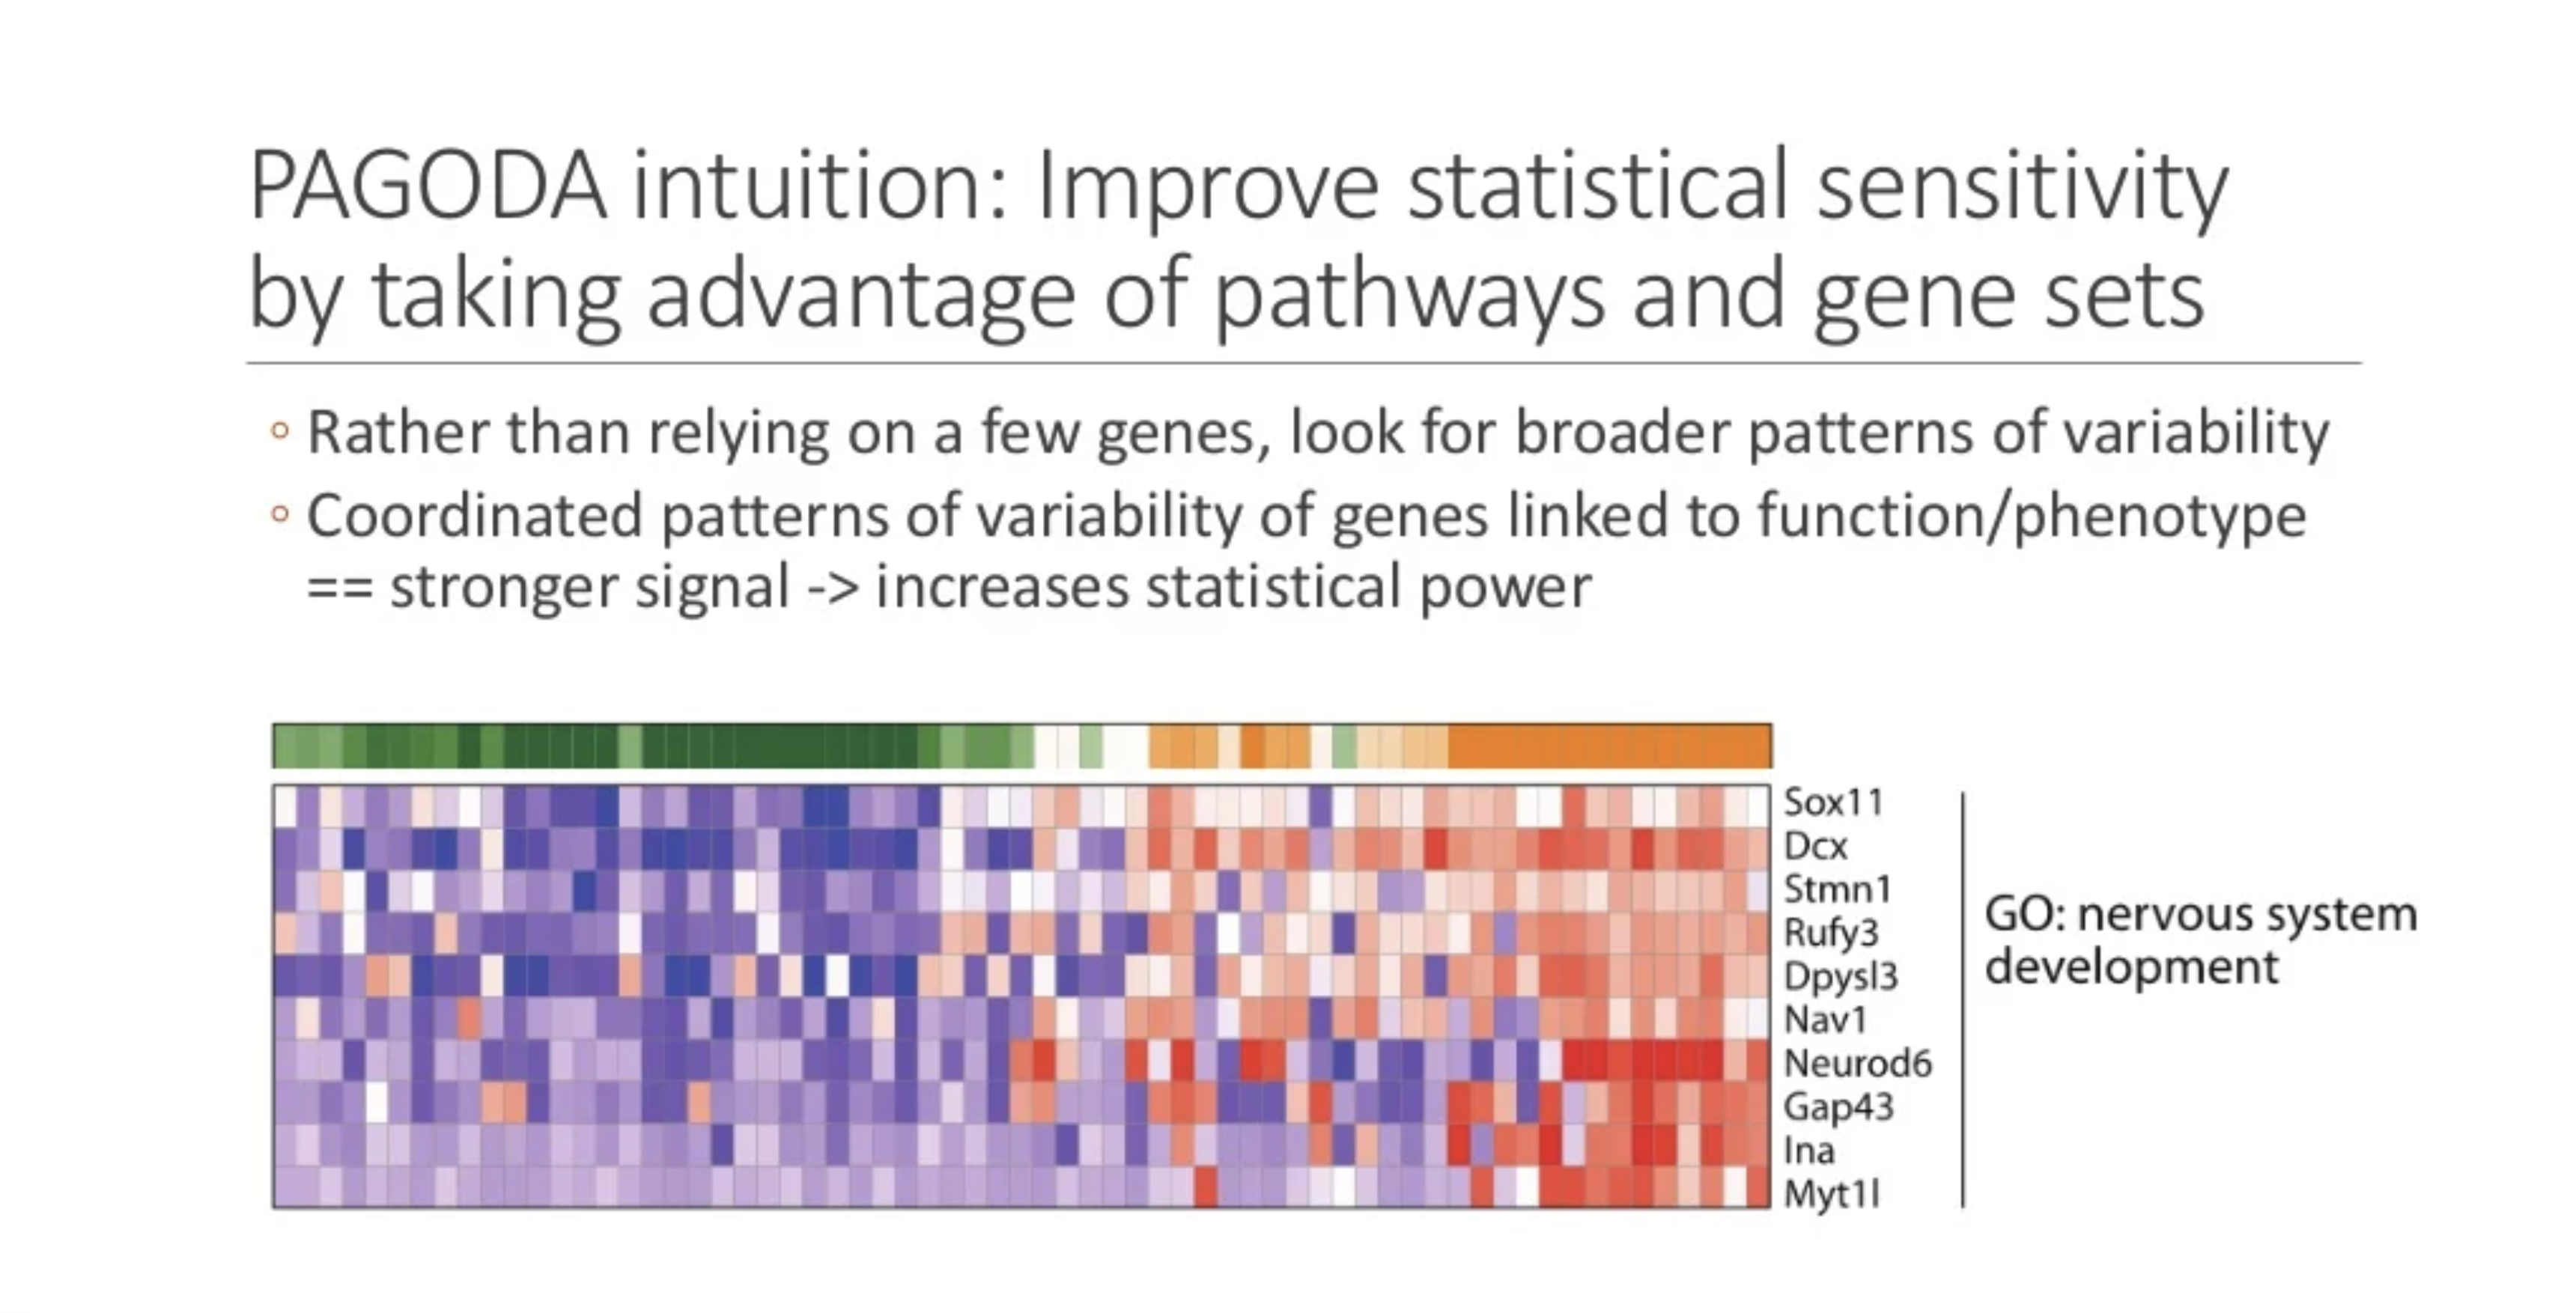 PAGODA intuition: Improve statistical sensitivity
by taking advantage of pathways and gene sets
◦ Rather than relying on a few genes, look for broader patterns of variability
◦ Coordinated patterns of variability of genes linked to function/phenotype
== stronger signal -> increases statistical power
Sox11
Dcx
Stmn1
Rufy3
Dpysl3
Nav1
Neurod6
Gap43
Ina
Myt1l
GO: nervous system
development